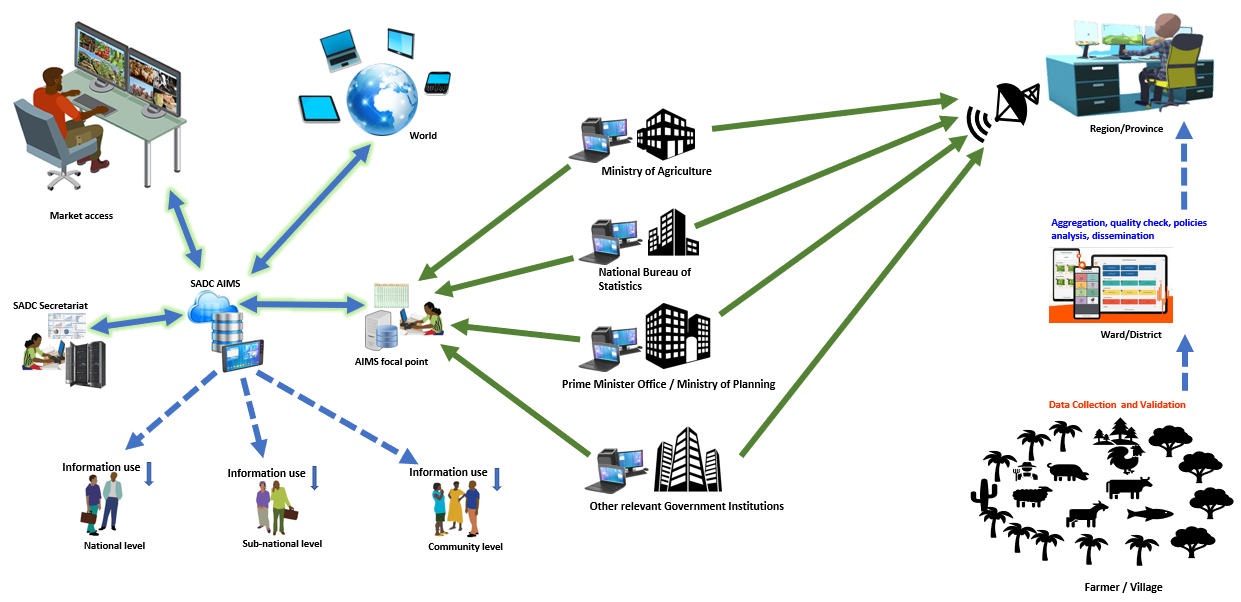 World
Region/Province
Ministry of Agriculture
Market access
Aggregation, quality check, policies
analysis, dissemination
National Bureau of
Statistics
SADC AIMS
SADC Secretariat
Ward/District
AIMS focal point
Prime Minister Office / Ministry of Planning
Data Collection and Validation
Information use
Information use
Information use
Other relevant Government Institutions
National level
Sub-national level
Community level
Farmer / Village